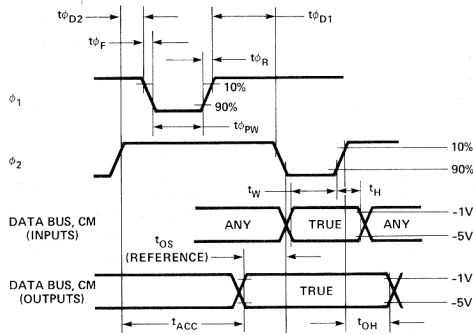 tϕD2
tϕD1
tϕF
tϕR
10%
ϕ1
90%
tϕPW
ϕ2
10%
90%
tW
tH
DATA BUS, CM
(INPUTS)
ANY
TRUE
ANY
-1V
-5V
tOS
(REFERENCE)
DATA BUS, CM
(OUTPUTS)
TRUE
-1V
-5V
tACC
tOH